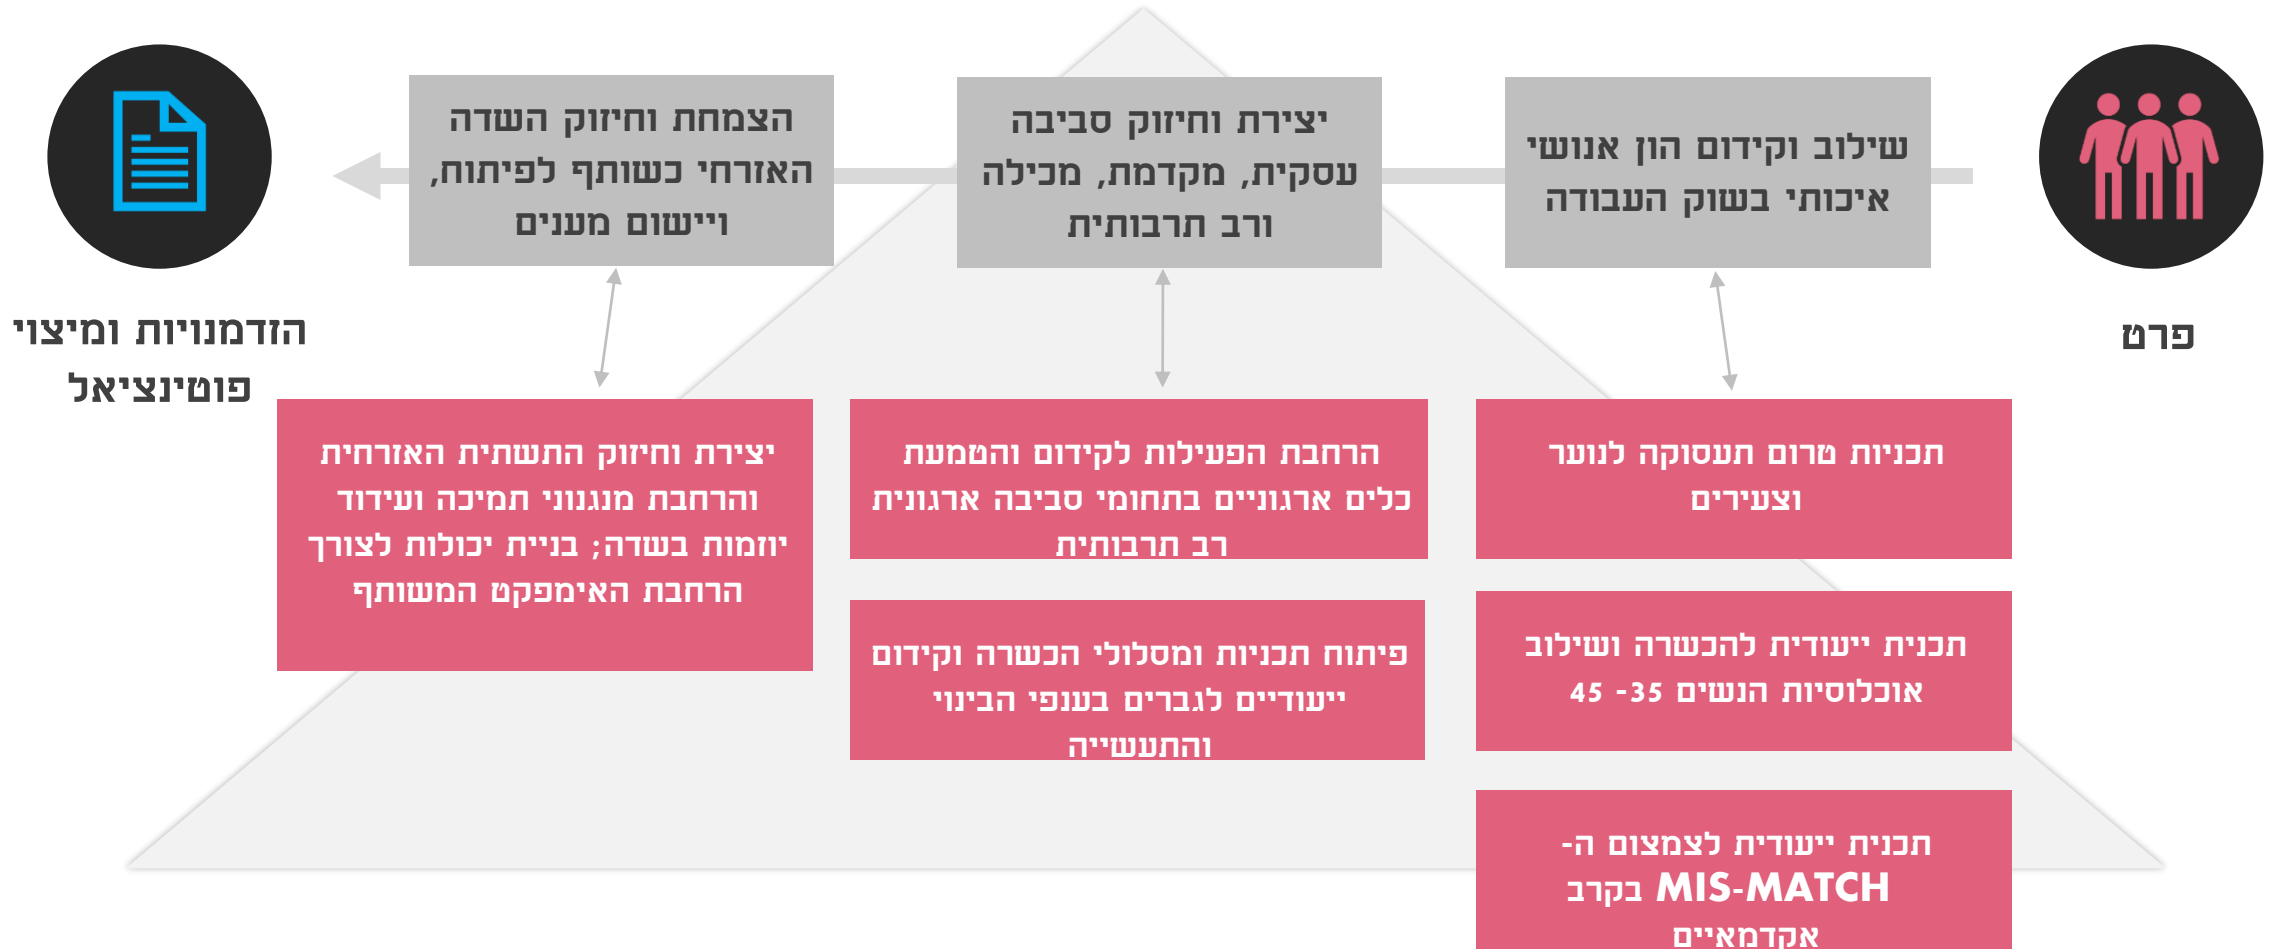 פרט
שילוב וקידום הון אנושי
איכותי בשוק העבודה
יצירת וחיזוק סביבה
עסקית, מקדמת, מכילה
ורב תרבותית
הצמחת וחיזוק השדה
האזרחי כשותף לפיתוח,
ויישום מענים
הזדמנויות ומיצוי
פוטינציאל
תכניות טרום תעסוקה לנוער
וצעירים
תכנית ייעודית להכשרה ושילוב
אוכלוסיות הנשים 35- 45
תכנית ייעודית לצמצום ה-
MIS-MATCH בקרב
אקדמאיים
הרחבת הפעילות לקידום והטמעת
כלים ארגוניים בתחומי סביבה ארגונית
רב תרבותית
פיתוח תכניות ומסלולי הכשרה וקידום
ייעודיים לגברים בענפי הבינוי
והתעשייה
יצירת וחיזוק התשתית האזרחית
והרחבת מנגנוני תמיכה ועידוד
יוזמות בשדה; בניית יכולות לצורך
הרחבת האימפקט המשותף